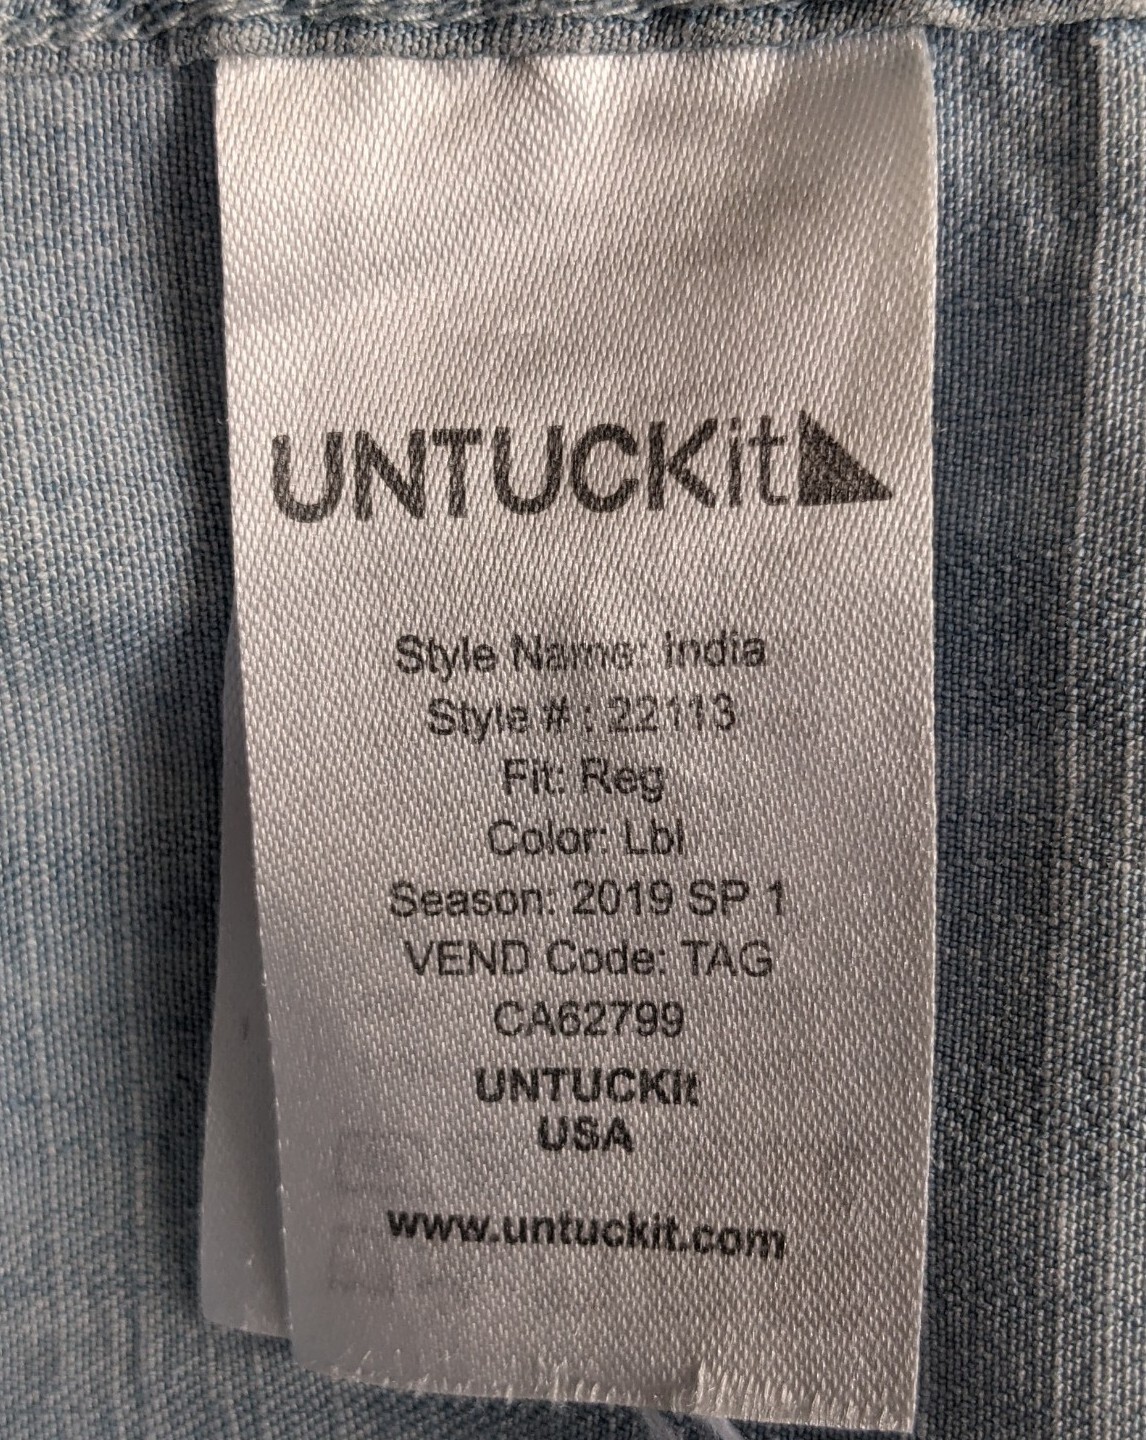 UNTUCKit
Style Name: india
Style # : 22113
Fit: Reg
Color: Lbl
Season: 2019 SP 1
VEND Code: TAG
CA62799
UNTUCKit
USA
www.untuckit.com